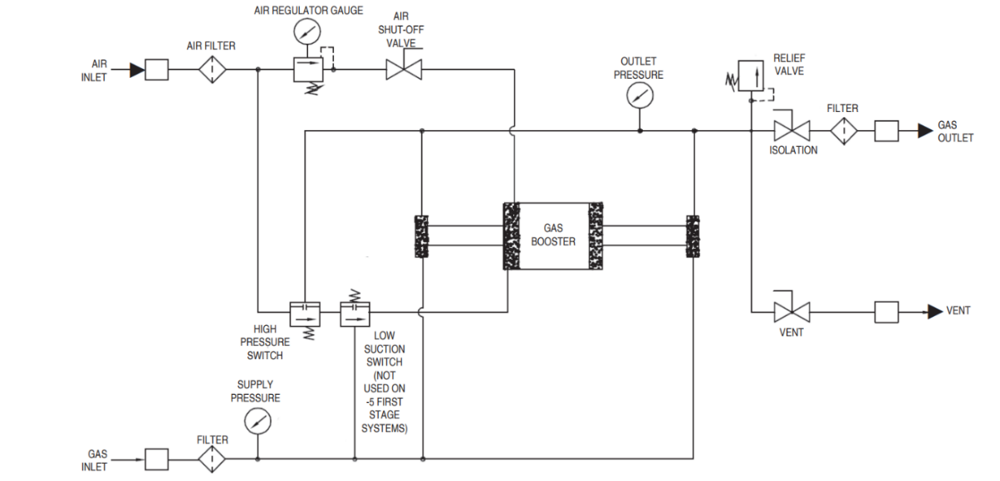 AIR REGULATOR GAUGE
AIR
SHUT-OFF
VALVE
AIR FILTER
AIR
INLET
OUTLET
PRESSURE
RELIEF
VALVE
FILTER
GAS
OUTLET
ISOLATION
GAS
BOOSTER
HIGH
PRESSURE
SWITCH
LOW
SUCTION
SWITCH
(NOT
USED ON
-5 FIRST
STAGE
SYSTEMS)
VENT
VENT
SUPPLY
PRESSURE
FILTER
GAS
INLET